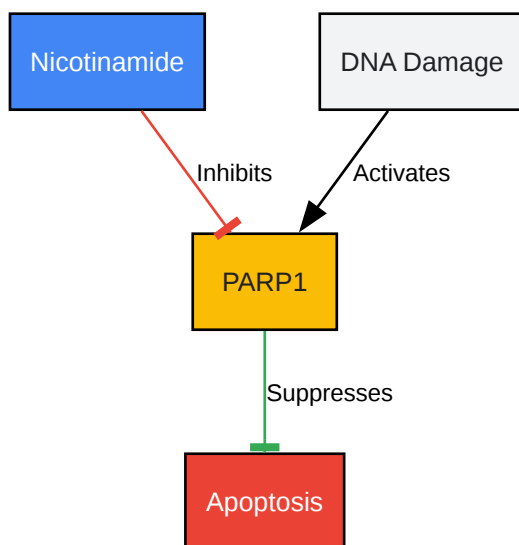 Nicotinamide
DNA Damage
Inhibits
Activates
PARP1
Suppresses
Apoptosis